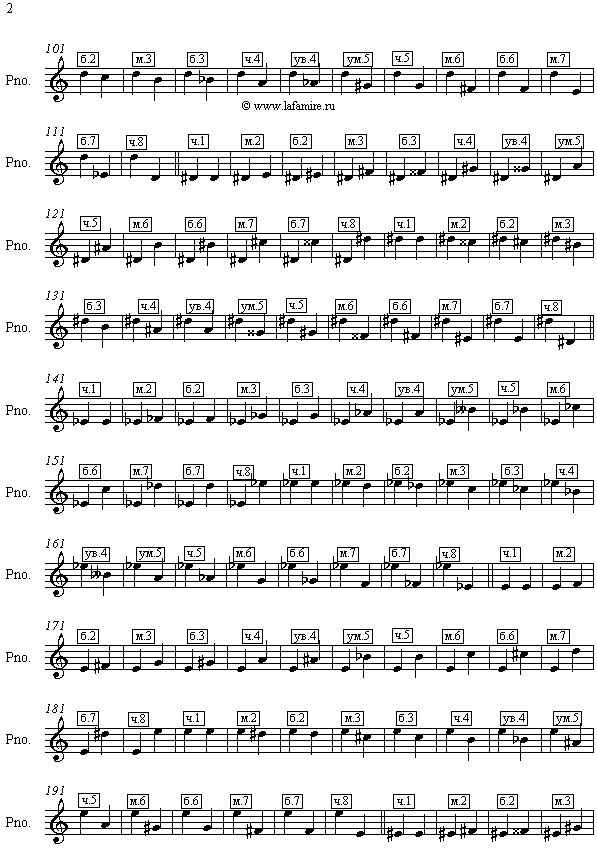 2
101
б.2 м.3 б.3 ч.4 ув.4 ум.5 ч.5 м.6 б.6 м.7
Pno.
© www.lafamire.ru
111
б.7 ч.8 ч.1 м.2 б.2 м.3 б.3 ч.4 ув.4 ум.5
Pno.
121
ч.5 м.6 б.6 м.7 б.7 ч.8 ч.1 м.2 б.2 м.3
Pno.
131
б.3 ч.4 ув.4 ум.5 ч.5 м.6 б.6 м.7 б.7 ч.8
Pno.
141
ч.1 м.2 б.2 м.3 б.3 ч.4 ув.4 ум.5 ч.5 м.6
Pno.
151
б.6 м.7 б.7 ч.8 ч.1 м.2 б.2 м.3 б.3 ч.4
Pno.
161
ув.4 ум.5 ч.5 м.6 б.6 м.7 б.7 ч.8 ч.1 м.2
Pno.
171
б.2 м.3 б.3 ч.4 ув.4 ум.5 ч.5 м.6 б.6 м.7
Pno.
181
б.7 ч.8 ч.1 м.2 б.2 м.3 б.3 ч.4 ув.4 ум.5
Pno.
191
ч.5 м.6 б.6 м.7 б.7 ч.8 ч.1 м.2 б.2 м.3
Pno.